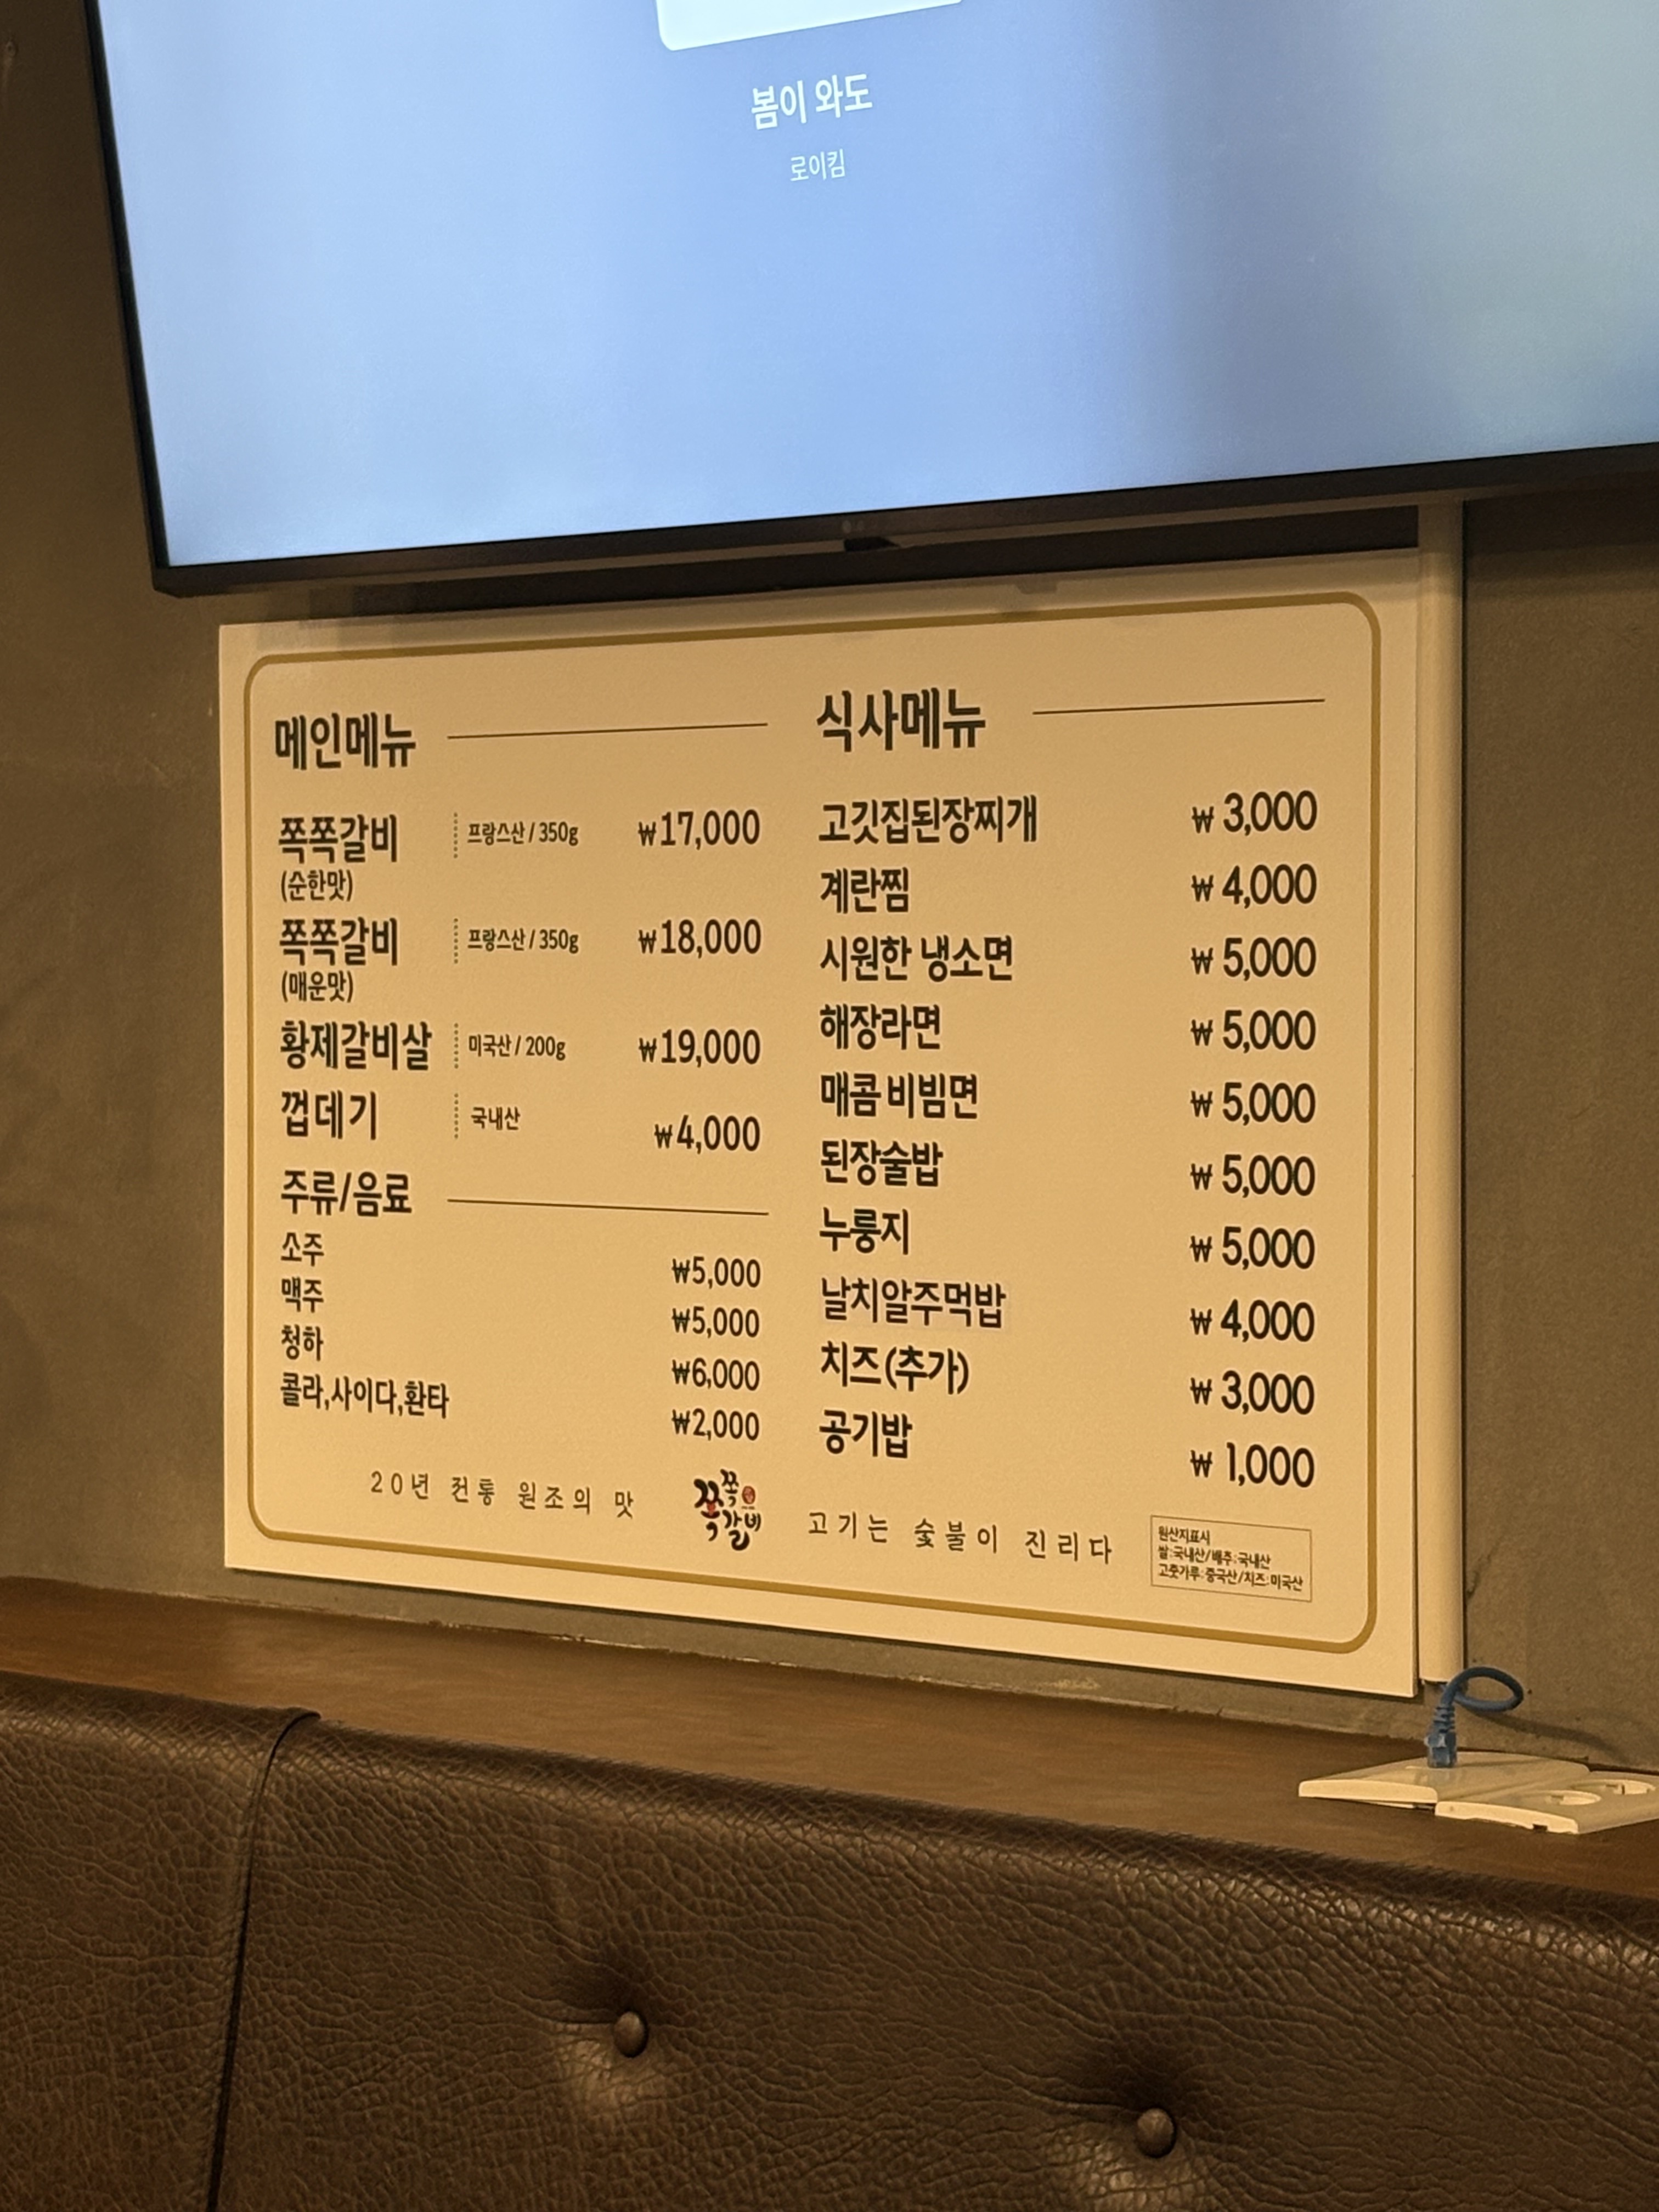 봄이 와도
로이킴
메인메뉴
쪽쪽갈비 프랑스산 / 350g ₩17,000
(순한맛)
쪽쪽갈비 프랑스산 / 350g ₩18,000
(매운맛)
황제갈비살 미국산 / 200g ₩19,000
껍데기 국내산 ₩4,000
주류/음료
소주 ₩5,000
맥주 ₩5,000
청하 ₩6,000
콜라,사이다,환타 ₩2,000
식사메뉴
고깃집된장찌개 ₩ 3,000
계란찜 ₩ 4,000
시원한 냉소면 ₩ 5,000
해장라면 ₩ 5,000
매콤 비빔면 ₩ 5,000
된장술밥 ₩ 5,000
누룽지 ₩ 5,000
날치알주먹밥 ₩ 4,000
치즈(추가) ₩ 3,000
공기밥 ₩ 1,000
20년 전통 원조의 맛
쪽쪽갈비
고기는 숯불이 진리다
원산지표시
쌀:국내산/배추:국내산
고춧가루:중국산/치즈:미국산